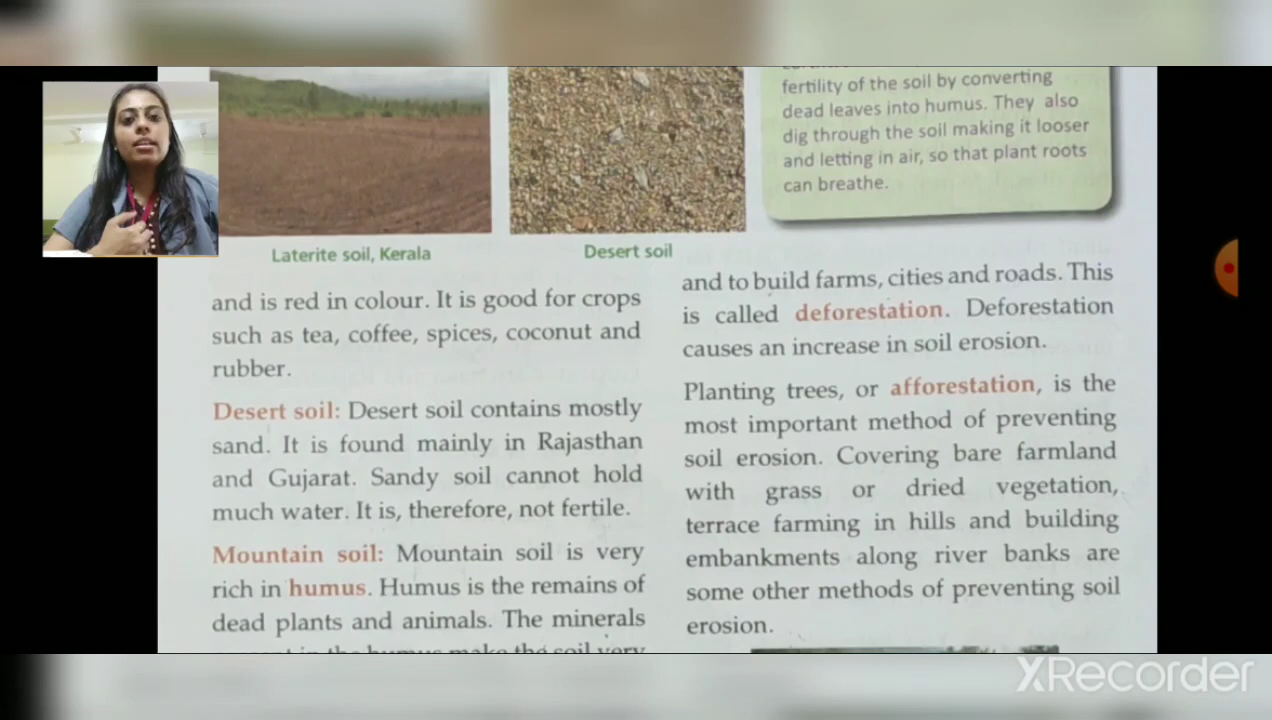 fertility of the soil by converting
dead leaves into humus. They also
dig through the soil making it looser
and letting in air, so that plant roots
can breathe.
Laterite soil, Kerala
Desert soil
and is red in colour. It is good for crops
such as tea, coffee, spices, coconut and
rubber.
Desert soil: Desert soil contains mostly
sand. It is found mainly in Rajasthan
and Gujarat. Sandy soil cannot hold
much water. It is, therefore, not fertile.
Mountain soil: Mountain soil is very
rich in humus. Humus is the remains of
dead plants and animals. The minerals
in the humus make the soil very
and to build farms, cities and roads. This
is called deforestation. Deforestation
causes an increase in soil erosion.
Planting trees, or afforestation, is the
most important method of preventing
soil erosion. Covering bare farmland
with grass or dried vegetation,
terrace farming in hills and building
embankments along river banks are
some other methods of preventing soil
erosion.
XRecorder